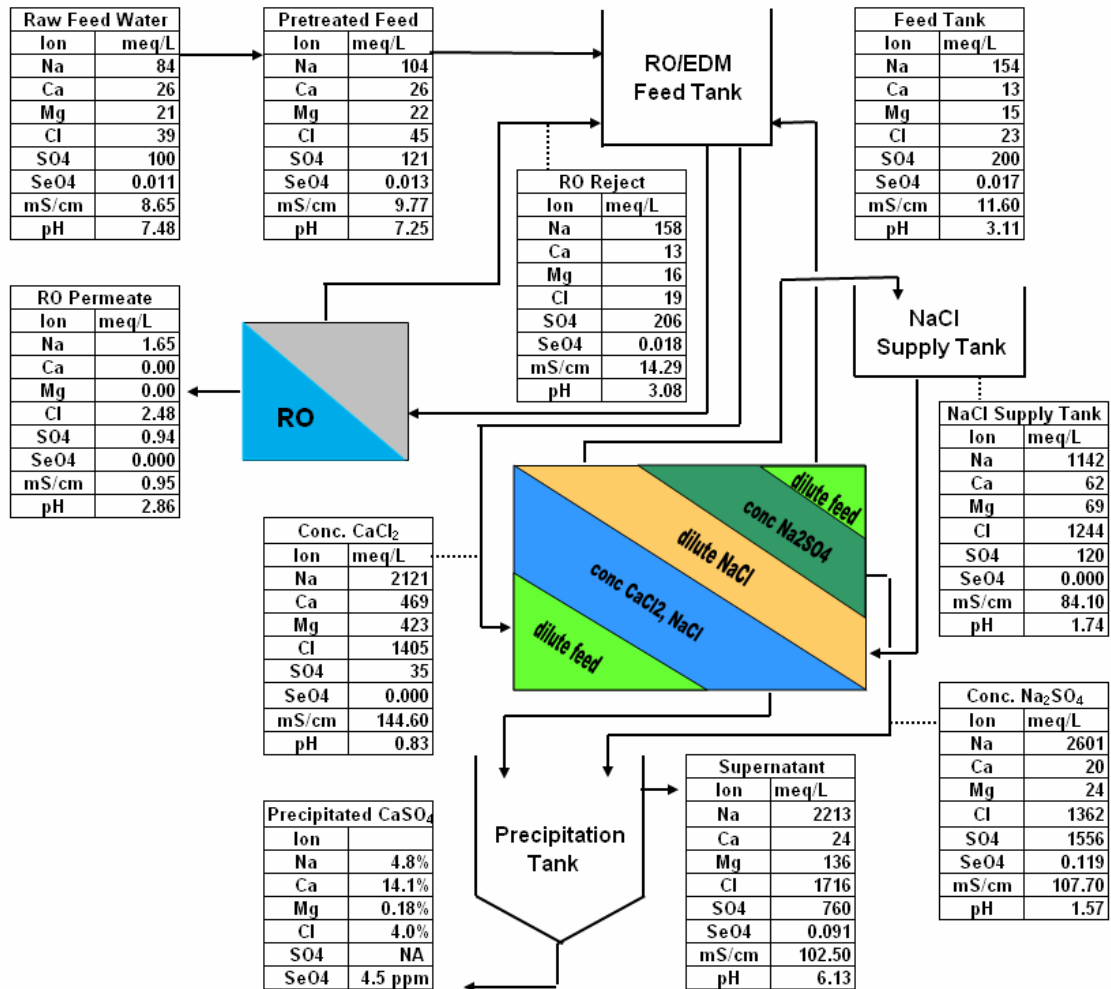 Raw Feed Water
Ion meq/L
Na 84
Ca 26
Mg 21
Cl 39
SO4 100
SeO4 0.011
mS/cm 8.65
pH 7.48
Pretreated Feed
Ion meq/L
Na 104
Ca 26
Mg 22
Cl 45
SO4 121
SeO4 0.013
mS/cm 9.77
pH 7.25
RO/EDM
Feed Tank
Feed Tank
Ion meq/L
Na 154
Ca 13
Mg 15
Cl 23
SO4 200
SeO4 0.017
mS/cm 11.60
pH 3.11
RO Reject
Ion meq/L
Na 158
Ca 13
Mg 16
Cl 19
SO4 206
SeO4 0.018
mS/cm 14.29
pH 3.08
RO Permeate
Ion meq/L
Na 1.65
Ca 0.00
Mg 0.00
Cl 2.48
SO4 0.94
SeO4 0.000
mS/cm 0.95
pH 2.86
RO
NaCl
Supply Tank
NaCl Supply Tank
Ion meq/L
Na 1142
Ca 62
Mg 69
Cl 1244
SO4 120
SeO4 0.000
mS/cm 84.10
pH 1.74
dilute feed
conc Na2SO4
dilute NaCl
conc CaCl2, NaCl
dilute feed
Conc. CaCl₂
Ion meq/L
Na 2121
Ca 469
Mg 423
Cl 1405
SO4 35
SeO4 0.000
mS/cm 144.60
pH 0.83
Conc. Na₂SO₄
Ion meq/L
Na 2601
Ca 20
Mg 24
Cl 1362
SO4 1556
SeO4 0.119
mS/cm 107.70
pH 1.57
Precipitated CaSO₄
Ion
Na 4.8%
Ca 14.1%
Mg 0.18%
Cl 4.0%
SO4 NA
SeO4 4.5 ppm
Precipitation
Tank
Supernatant
Ion meq/L
Na 2213
Ca 24
Mg 136
Cl 1716
SO4 760
SeO4 0.091
mS/cm 102.50
pH 6.13